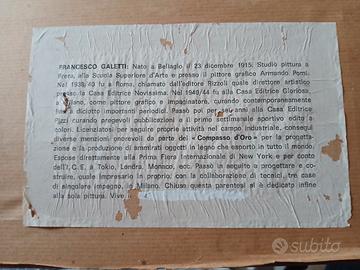 FRANCESCO GALETTI: Nato a Bellagio il 23 dicembre 1915. Studiò pittura a
Brera, alla Scuola Superiore d'Arte e presso il pittore grafico Armando Pomi.
Nel 1938/40 fu a Roma, chiamato dall'editore Rizzoli quale direttore artistico
presso la Casa Editrice Novissima. Nel 1940/44 fu alla Casa Editrice Gloriosa,
Milano, come pittore grafico e impaginatore, curando contemporaneamente
dodici importanti periodici. Passò poi per sei anni alla Casa Editrice
Pizzi curando pregevoli pubblicazioni e il primo settimanale sportivo edito a
colori. Licenziatosi per seguire proprie attività nel campo industriale, conseguì
diverse menzioni onorevoli da parte del « Compasso d'Oro » per la progetta-
zione e la produzione di ammirati oggetti in legno che esportò in tutto il mondo.
Espose direttamente alla Prima Fiera Internazionale di New York e per conto
dell'I.C.E. a Tokio, Londra, Monaco, ecc. Passò in seguito a progettare e co-
struire, quale impresario in proprio, con la collaborazione di tecnici, tre case
di singolare impegno, in Milano. Chiusa questa parentesi si è dedicato infine
alla sola pittura. Vive
subito